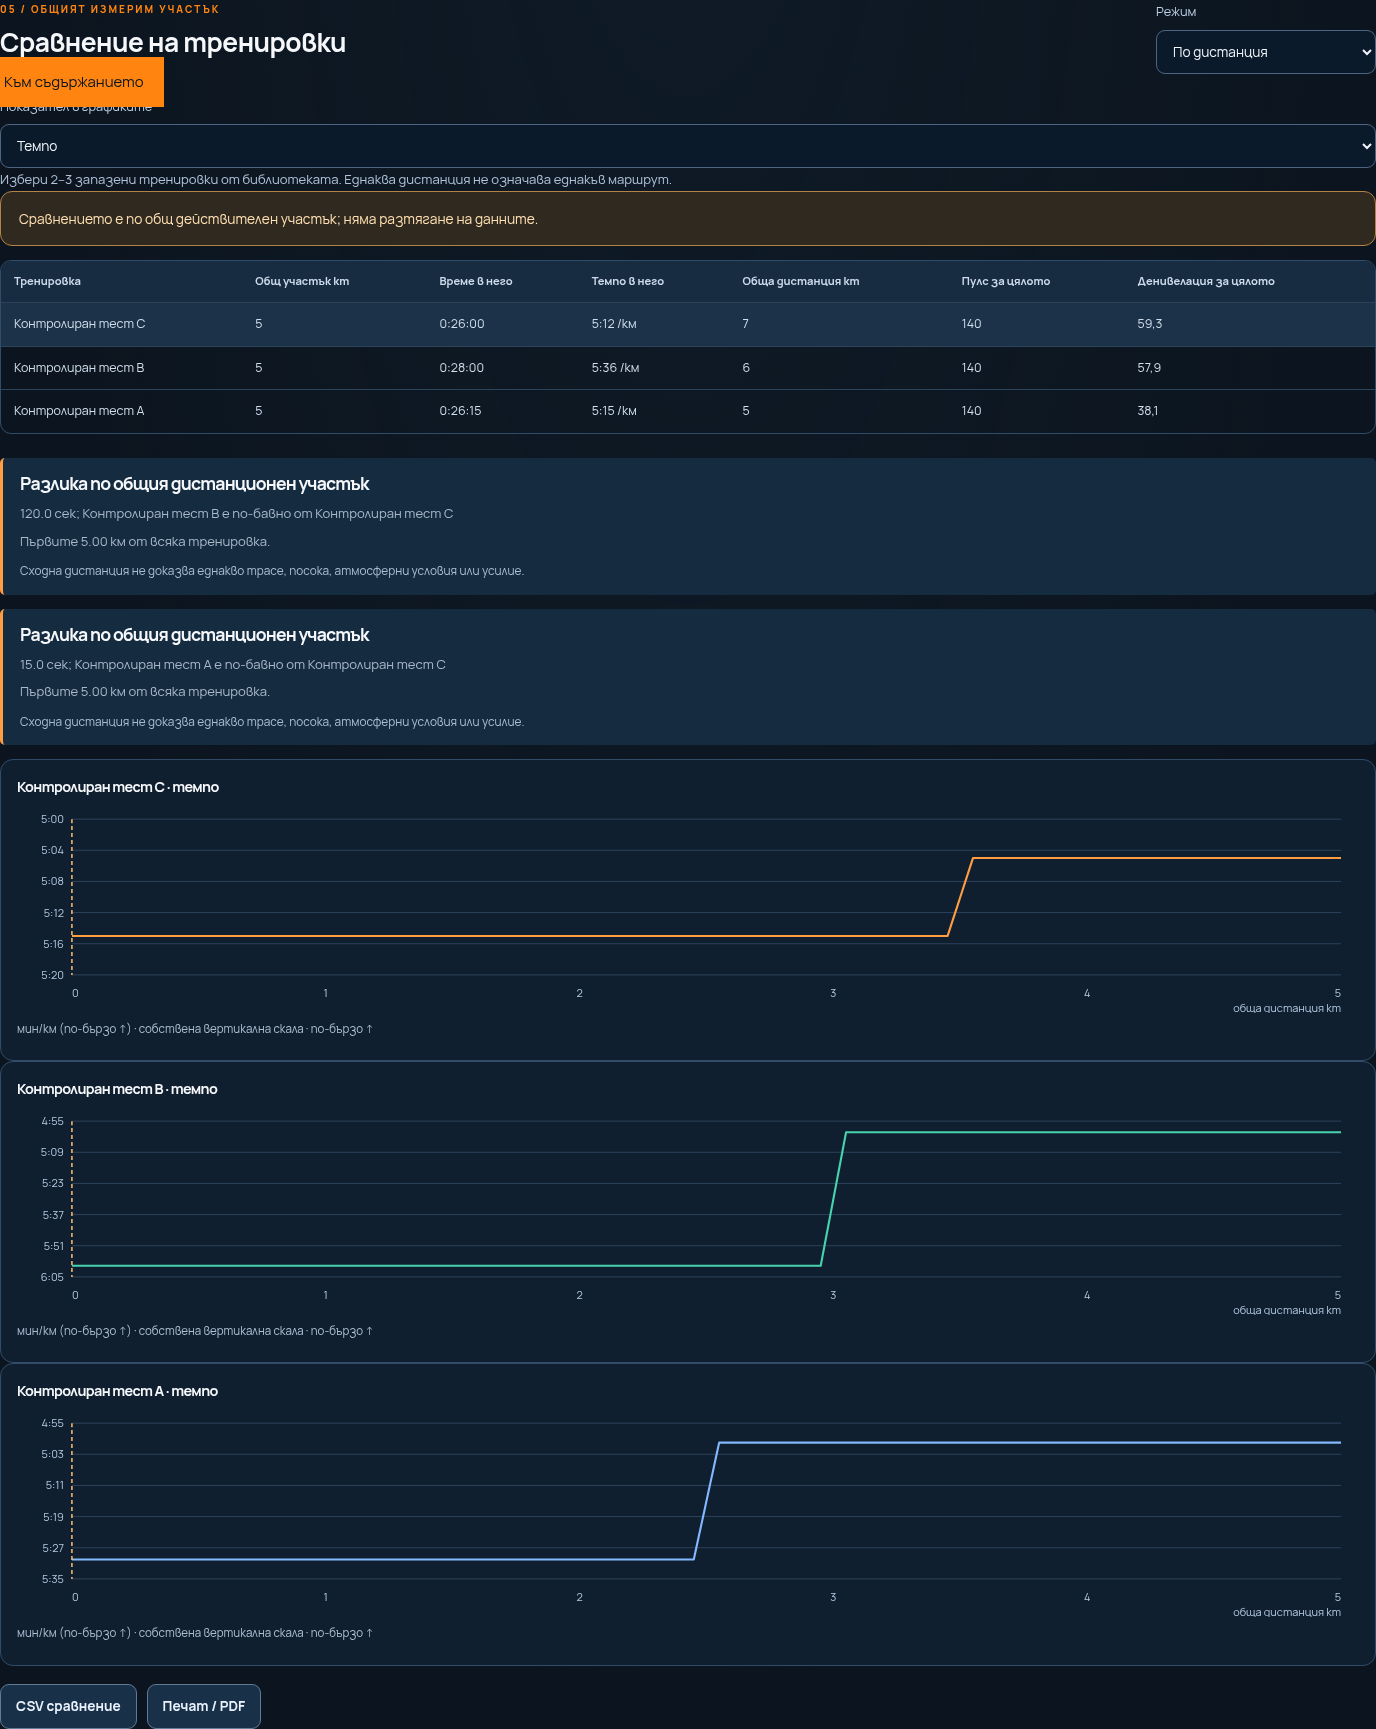 05 / ОБЩИЯТ ИЗМЕРИМ УЧАСТЪК
Сравнение на тренировки
Режим
По дистанция
Към съдържанието
Показател в графиките
Темпо
Избери 2–3 запазени тренировки от библиотеката. Еднаква дистанция не означава еднакъв маршрут.
Сравнението е по общ действителен участък; няма разтягане на данните.
Тренировка Общ участък km Време в него Темпо в него Обща дистанция km Пулс за цялото Денивелация за цялото
Контролиран тест C 5 0:26:00 5:12 /км 7 140 59,3
Контролиран тест B 5 0:28:00 5:36 /км 6 140 57,9
Контролиран тест A 5 0:26:15 5:15 /км 5 140 38,1
Разлика по общия дистанционен участък
120.0 сек; Контролиран тест B е по-бавно от Контролиран тест C
Първите 5.00 км от всяка тренировка.
Сходна дистанция не доказва еднакво трасе, посока, атмосферни условия или усилие.
Разлика по общия дистанционен участък
15.0 сек; Контролиран тест A е по-бавно от Контролиран тест C
Първите 5.00 км от всяка тренировка.
Сходна дистанция не доказва еднакво трасе, посока, атмосферни условия или усилие.
Контролиран тест C · темпо
5:00
5:04
5:08
5:12
5:16
5:20
0 1 2 3 4 5
обща дистанция km
мин/км (по-бързо ↑) · собствена вертикална скала · по-бързо ↑
Контролиран тест B · темпо
4:55
5:09
5:23
5:37
5:51
6:05
0 1 2 3 4 5
обща дистанция km
мин/км (по-бързо ↑) · собствена вертикална скала · по-бързо ↑
Контролиран тест A · темпо
4:55
5:03
5:11
5:19
5:27
5:35
0 1 2 3 4 5
обща дистанция km
мин/км (по-бързо ↑) · собствена вертикална скала · по-бързо ↑
CSV сравнение Печат / PDF